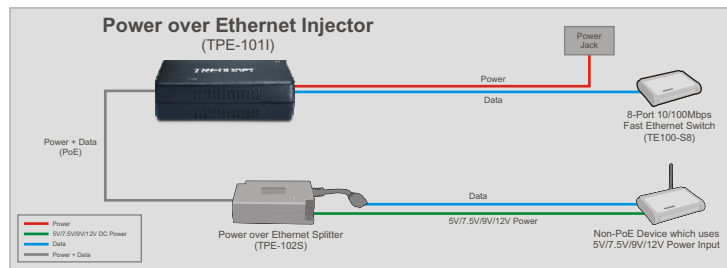 Power over Ethernet Injector
(TPE-101I)
TRENDNET
Power
Jack
Power
Data
8-Port 10/100Mbps
Fast Ethernet Switch
(TE100-S8)
Power + Data
(PoE)
Data
5V/7.5V/9V/12V Power
Power over Ethernet Splitter
(TPE-102S)
Non-PoE Device which uses
5V/7.5V/9V/12V Power Input
Power
5V/7.5V/9V/12V DC Power
Data
Power + Data